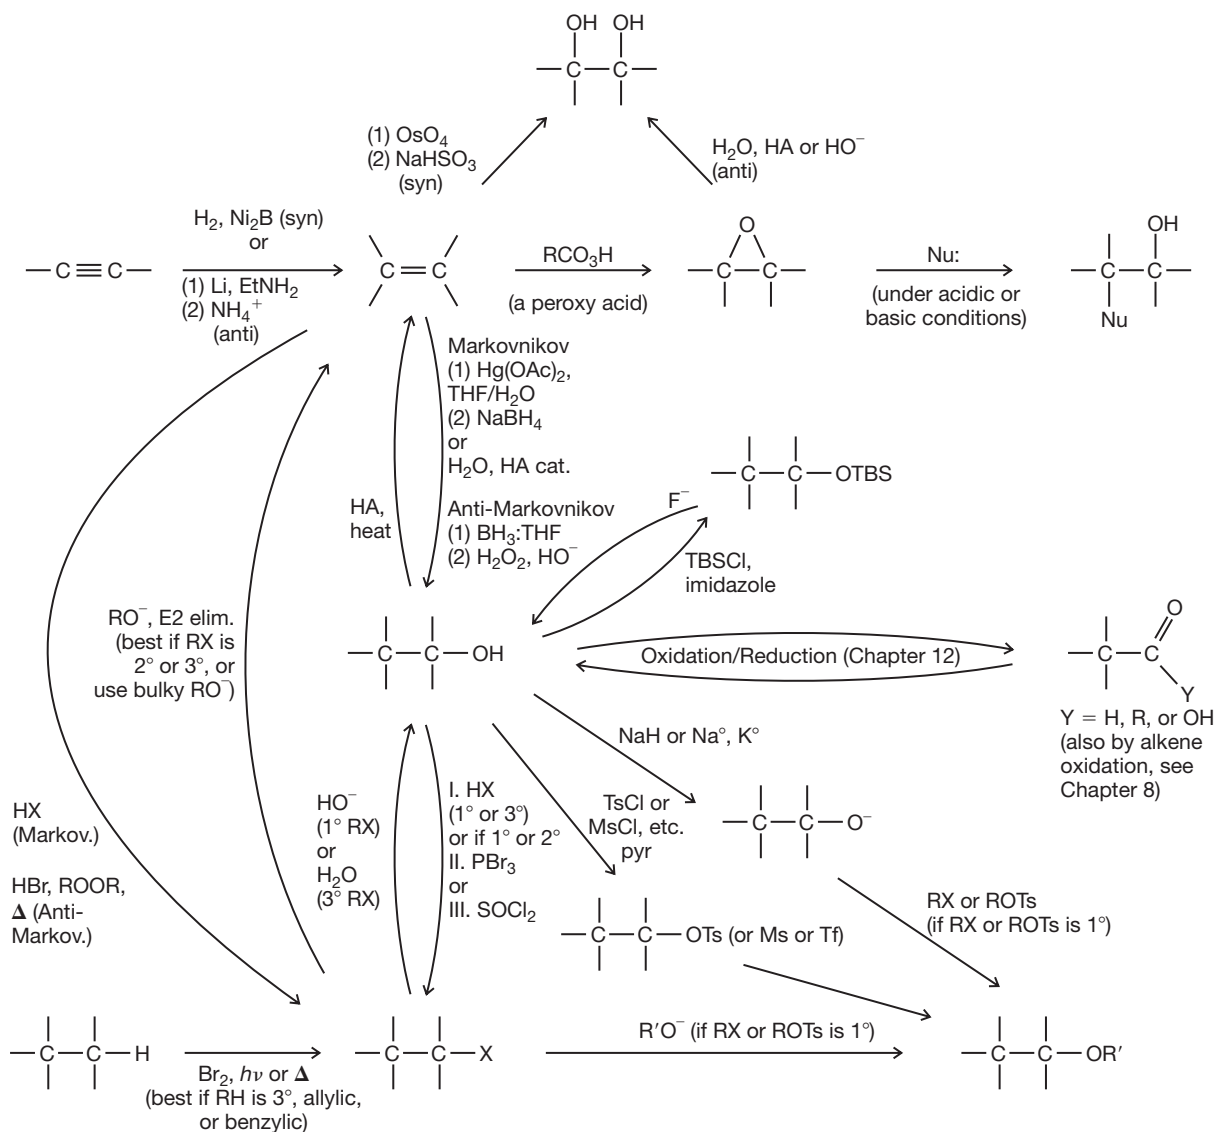 OH OH
C C
(1) OsO₄
(2) NaHSO₃
(syn)
H₂O, HA or HO⁻
(anti)
H₂, Ni₂B (syn)
or
(1) Li, EtNH₂
(2) NH₄⁺
(anti)
C≡C
C=C
RCO₃H
(a peroxy acid)
O
C C
Nu:
(under acidic or
basic conditions)
OH
C C
Nu
Markovnikov
(1) Hg(OAc)₂,
THF/H₂O
(2) NaBH₄
or
H₂O, HA cat.
HA,
heat
Anti-Markovnikov
(1) BH₃:THF
(2) H₂O₂, HO⁻
C C OTBS
F⁻
TBSCl,
imidazole
RO⁻, E2 elim.
(best if RX is
2° or 3°, or
use bulky RO⁻)
C C OH
Oxidation/Reduction (Chapter 12)
O
C C
Y
Y = H, R, or OH
(also by alkene
oxidation, see
Chapter 8)
NaH or Na°, K°
TsCl or
MsCl, etc.
pyr
C C O⁻
HX
(Markov.)
HBr, ROOR,
Δ (Anti-
Markov.)
HO⁻
(1° RX)
or
H₂O
(3° RX)
I. HX
(1° or 3°)
or if 1° or 2°
II. PBr₃
or
III. SOCl₂
C C OTs (or Ms or Tf)
RX or ROTs
(if RX or ROTs is 1°)
C C H
Br₂, hν or Δ
(best if RH is 3°, allylic,
or benzylic)
C C X
R′O⁻ (if RX or ROTs is 1°)
C C OR′